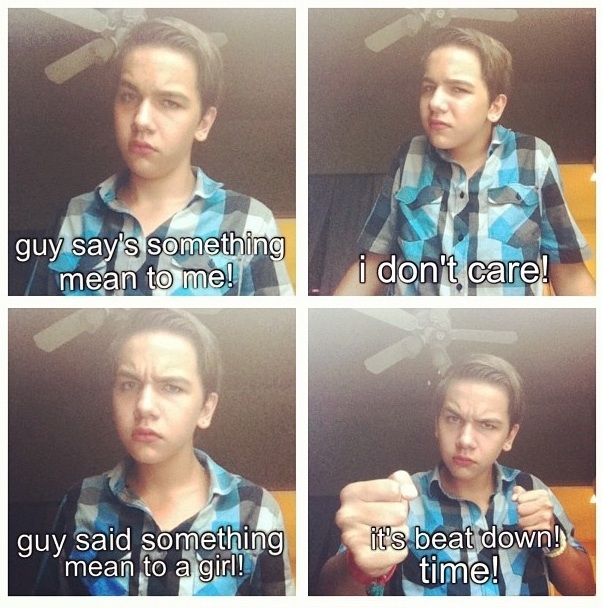 guy say's something
mean to me!
i don't care!
guy said something
mean to a girl!
it's beat down!
time!